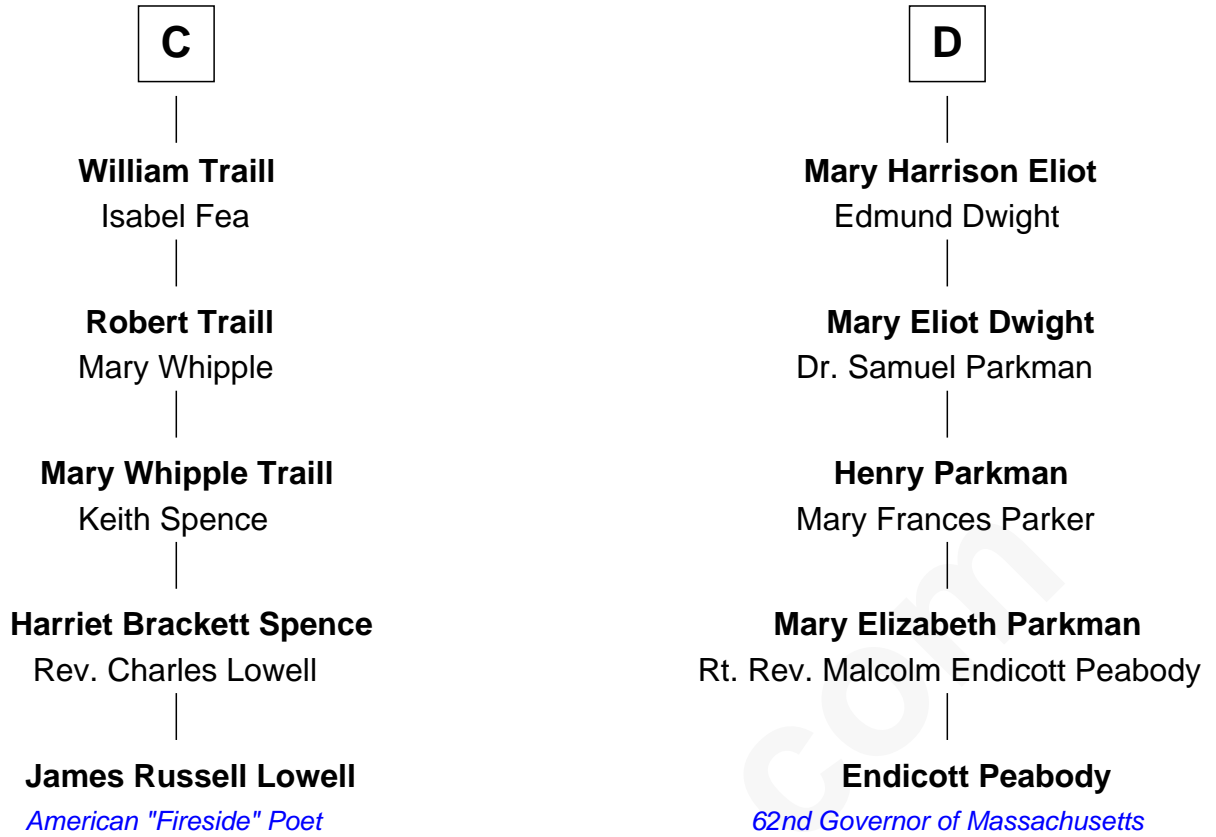 C
William Traill
Isabel Fea
Robert Traill
Mary Whipple
Mary Whipple Traill
Keith Spence
Harriet Brackett Spence
Rev. Charles Lowell
James Russell Lowell
American "Fireside" Poet
D
Mary Harrison Eliot
Edmund Dwight
Mary Eliot Dwight
Dr. Samuel Parkman
Henry Parkman
Mary Frances Parker
Mary Elizabeth Parkman
Rt. Rev. Malcolm Endicott Peabody
Endicott Peabody
62nd Governor of Massachusetts
com